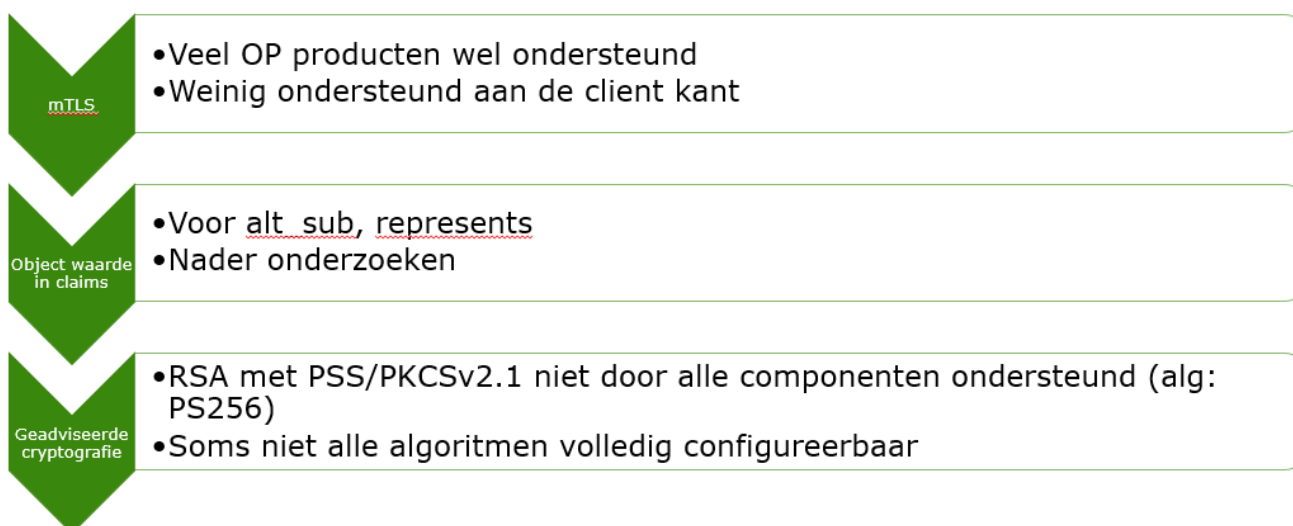 mTLS
•Veel OP producten wel ondersteund
•Weinig ondersteund aan de client kant
Object waarde
in claims
•Voor alt_sub, represents
•Nader onderzoeken
Geadviseerde
cryptografie
•RSA met PSS/PKCSv2.1 niet door alle componenten ondersteund (alg:
PS256)
•Soms niet alle algoritmen volledig configureerbaar